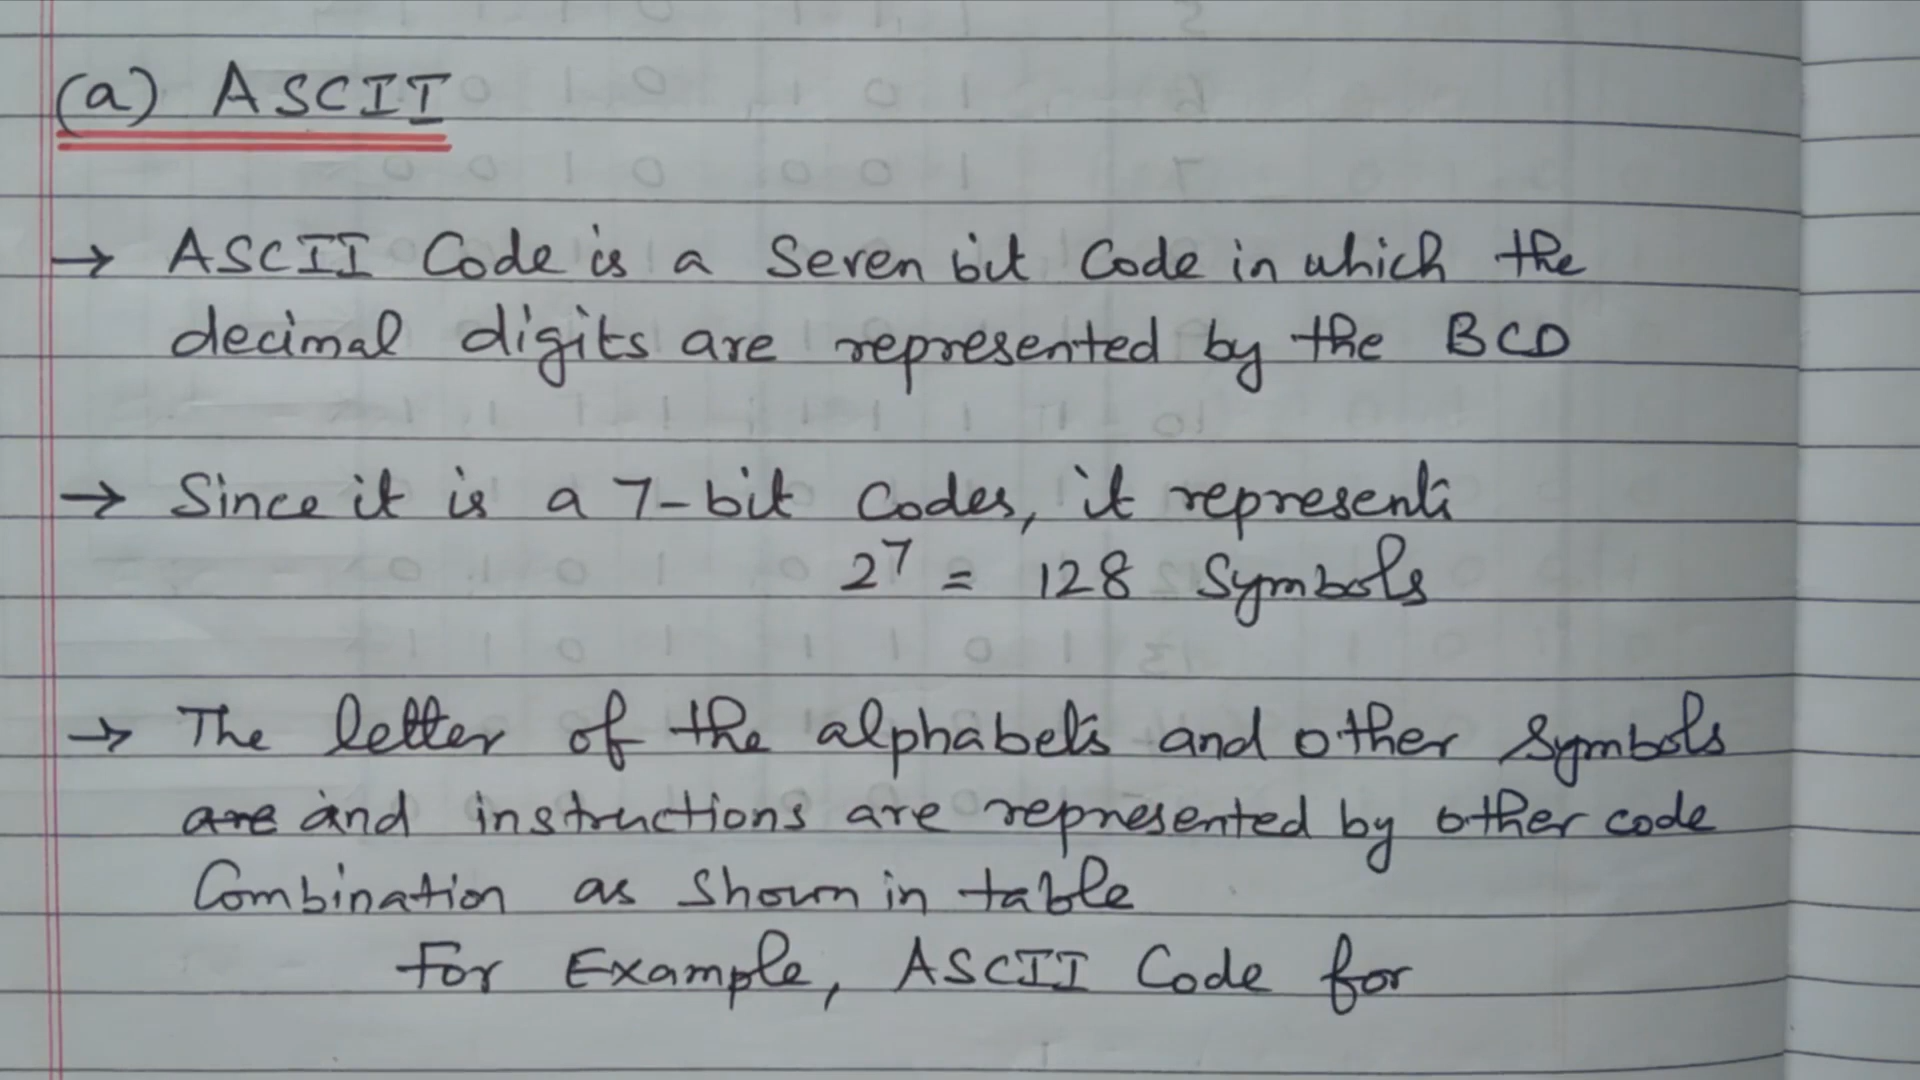 (a) ASCII
→ ASCII Code is a Seven bit Code in which the
decimal digits are represented by the BCD
→ Since it is a 7-bit Codes, it represents
2⁷ = 128 Symbols
→ The letter of the alphabets and other Symbols
are and instructions are represented by other code
Combination as Shown in table
For Example, ASCII Code for